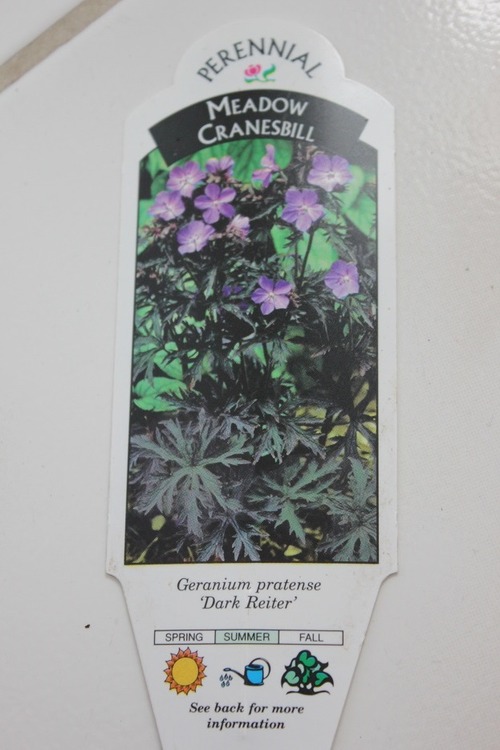 PERENNIAL
MEADOW
CRANESBILL
Geranium pratense
'Dark Reiter'
SPRING SUMMER FALL
See back for more
information